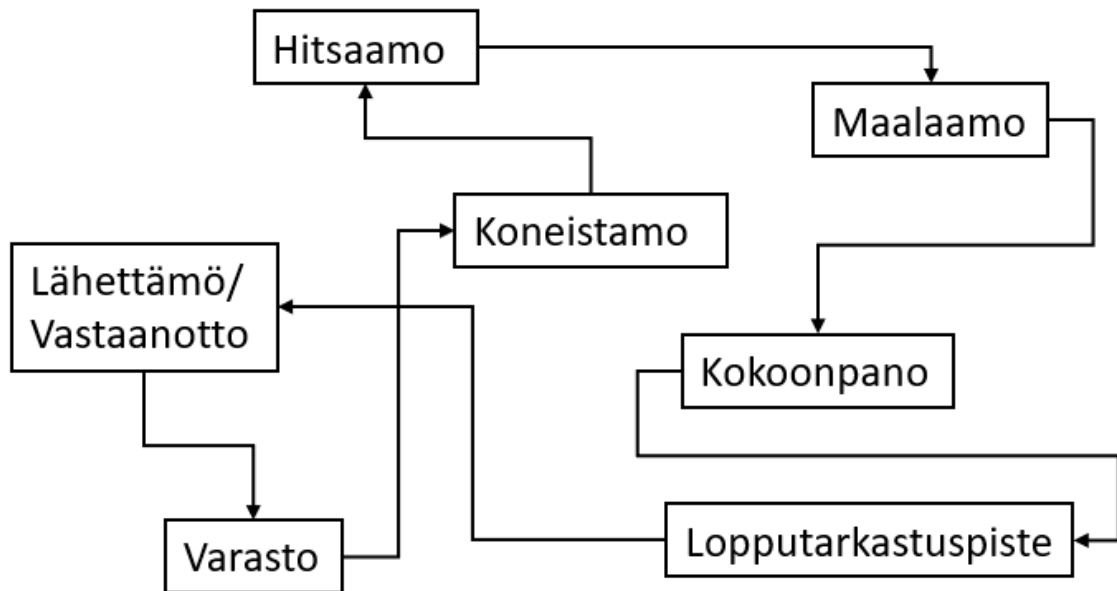 Hitsaamo
Maalaamo
Koneistamo
Lähettämö/
Vastaanotto
Kokoonpano
Varasto
Lopputarkastuspiste